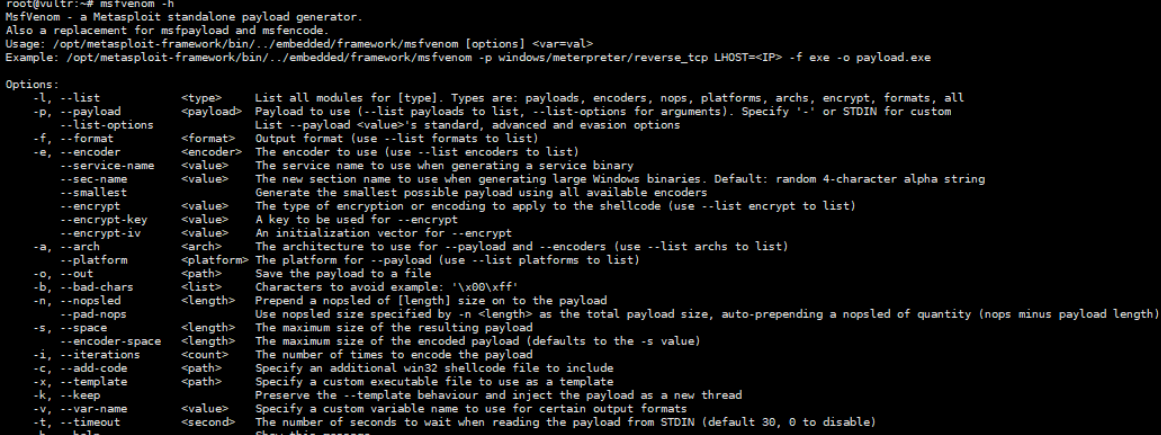 root@vultr:~# msfvenom -h
MsfVenom - a Metasploit standalone payload generator.
Also a replacement for msfpayload and msfencode.
Usage: /opt/metasploit-framework/bin/../embedded/framework/msfvenom [options] <var=val>
Example: /opt/metasploit-framework/bin/../embedded/framework/msfvenom -p windows/meterpreter/reverse_tcp LHOST=<IP> -f exe -o payload.exe
Options:
-l, --list <type> List all modules for [type]. Types are: payloads, encoders, nops, platforms, archs, encrypt, formats, all
-p, --payload <payload> Payload to use (--list payloads to list, --list-options for arguments). Specify '-' or STDIN for custom
--list-options List --payload <value>'s standard, advanced and evasion options
-f, --format <format> Output format (use --list formats to list)
-e, --encoder <encoder> The encoder to use (use --list encoders to list)
--service-name <value> The service name to use when generating a service binary
--sec-name <value> The new section name to use when generating large Windows binaries. Default: random 4-character alpha string
--smallest Generate the smallest possible payload using all available encoders
--encrypt <value> The type of encryption or encoding to apply to the shellcode (use --list encrypt to list)
--encrypt-key <value> A key to be used for --encrypt
--encrypt-iv <value> An initialization vector for --encrypt
-a, --arch <arch> The architecture to use for --payload and --encoders (use --list archs to list)
--platform <platform> The platform for --payload (use --list platforms to list)
-o, --out <path> Save the payload to a file
-b, --bad-chars <list> Characters to avoid example: '\x00\xff'
-n, --nopsled <length> Prepend a nopsled of [length] size on to the payload
--pad-nops Use nopsled size specified by -n <length> as the total payload size, auto-prepending a nopsled of quantity (nops minus payload length)
-s, --space <length> The maximum size of the resulting payload
--encoder-space <length> The maximum size of the encoded payload (defaults to the -s value)
-i, --iterations <count> The number of times to encode the payload
-c, --add-code <path> Specify an additional win32 shellcode file to include
-x, --template <path> Specify a custom executable file to use as a template
-k, --keep Preserve the --template behaviour and inject the payload as a new thread
-v, --var-name <value> Specify a custom variable name to use for certain output formats
-t, --timeout <second> The number of seconds to wait when reading the payload from STDIN (default 30, 0 to disable)
-h, --help Show this message